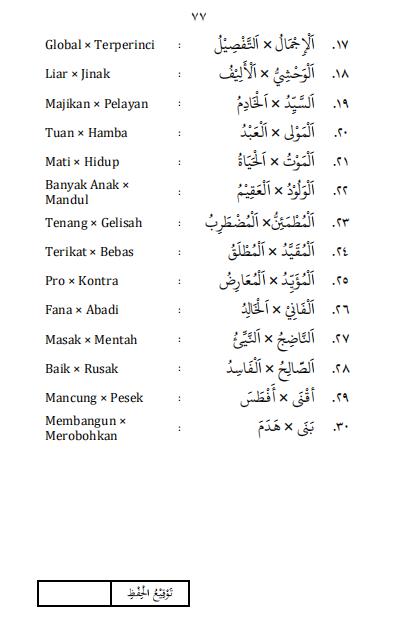 ٧٧
١٧. اَلْإِجْمَالُ × اَلتَّفْصِيْلُ : Global × Terperinci
١٨. اَلْوَحْشِيُّ × اَلْأَلِيْفُ : Liar × Jinak
١٩. اَلسَّيِّدُ × اَلْخَادِمُ : Majikan × Pelayan
٢٠. اَلْمَوْلى × اَلْعَبْدُ : Tuan × Hamba
٢١. اَلْمَوْتُ × اَلْحَيَاةُ : Mati × Hidup
٢٢. اَلْوَلُوْدُ × اَلْعَقِيْمُ : Banyak Anak ×
Mandul
٢٣. اَلْمُطْمَئِنُّ × اَلْمُضْطَرِبُ : Tenang × Gelisah
٢٤. اَلْمُقَيَّدُ × اَلْمُطْلَقُ : Terikat × Bebas
٢٥. اَلْمُؤَيِّدُ × اَلْمُعَارِضُ : Pro × Kontra
٢٦. اَلْفَانِيْ × اَلْخَالِدُ : Fana × Abadi
٢٧. اَلنَّاضِجُ × اَلنَّيِّئُ : Masak × Mentah
٢٨. اَلصَّالِحُ × اَلْفَاسِدُ : Baik × Rusak
٢٩. أَقْنَى × أَفْطَسَ : Mancung × Pesek
٣٠. بَنَى × هَدَمَ : Membangun ×
Merobohkan
تَوْقِيْعُ الْحِفْظِ